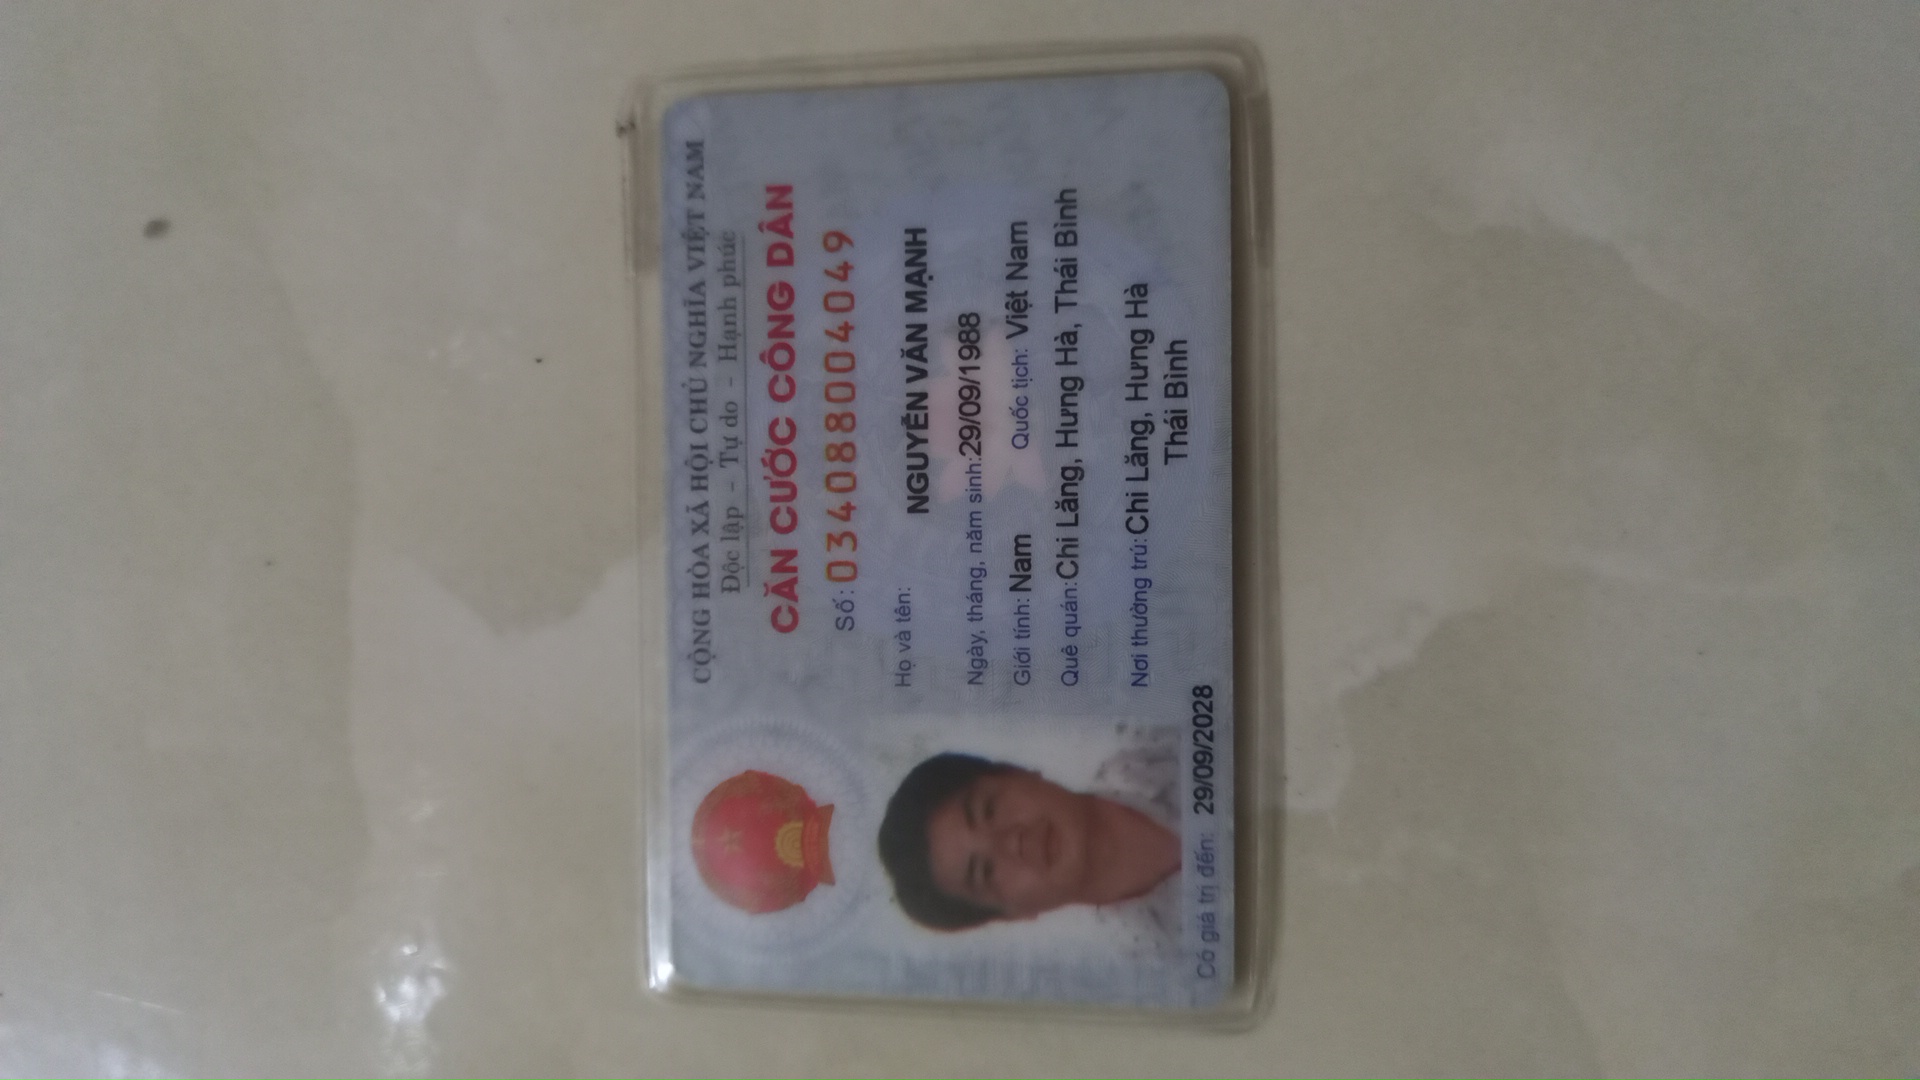 CỘNG HÒA XÃ HỘI CHỦ NGHĨA VIỆT NAM
Độc lập - Tự do - Hạnh phúc
CĂN CƯỚC CÔNG DÂN
Số: 034088004049
Họ và tên: NGUYỄN VĂN MẠNH
Ngày, tháng, năm sinh: 29/09/1988
Giới tính: Nam Quốc tịch: Việt Nam
Quê quán: Chi Lăng, Hưng Hà, Thái Bình
Nơi thường trú: Chi Lăng, Hưng Hà
Thái Bình
Có giá trị đến: 29/09/2028